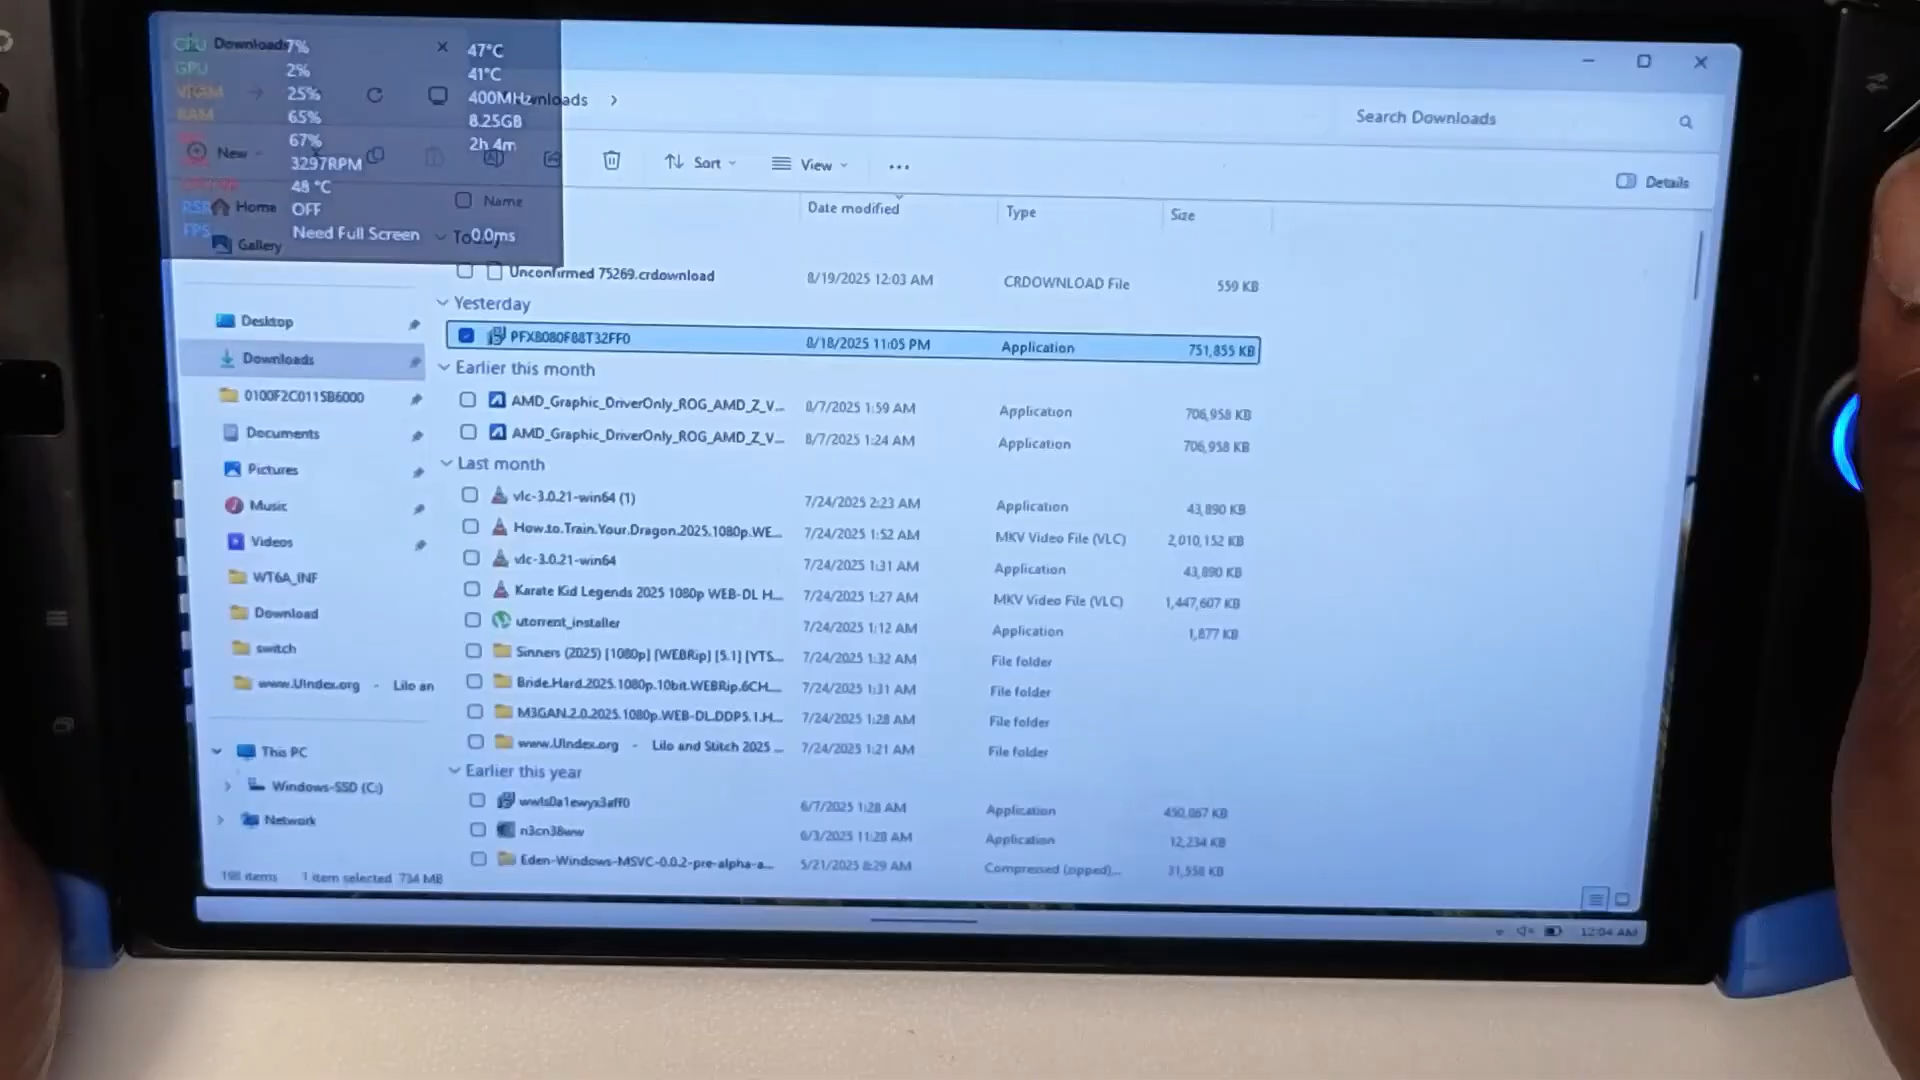 CPU Downloads 7% × 47°C
GPU 2% 41°C
VRAM 25% 400MHz wnloads >
RAM 65% 8.25GB
67% 2h 4m
New 3297RPM
48 °C
RSR Home OFF Name
FPS Gallery Need Full Screen 0.0ms
Search Downloads
Sort View ... Details
Date modified Type Size
Unconfirmed 75269.crdownload 8/19/2025 12:03 AM CRDOWNLOAD File 559 KB
Yesterday
PFXB080F88T32FF0 8/18/2025 11:05 PM Application 751,855 KB
Earlier this month
AMD_Graphic_DriverOnly_ROG_AMD_Z_V... 8/7/2025 1:59 AM Application 706,958 KB
AMD_Graphic_DriverOnly_ROG_AMD_Z_V... 8/7/2025 1:24 AM Application 706,958 KB
Last month
vlc-3.0.21-win64 (1) 7/24/2025 2:23 AM Application 43,890 KB
How.to.Train.Your.Dragon.2025.1080p.WE... 7/24/2025 1:52 AM MKV Video File (VLC) 2,010,152 KB
vlc-3.0.21-win64 7/24/2025 1:31 AM Application 43,890 KB
Karate Kid Legends 2025 1080p WEB-DL H... 7/24/2025 1:27 AM MKV Video File (VLC) 1,447,607 KB
utorrent_installer 7/24/2025 1:12 AM Application 1,877 KB
Sinners (2025) [1080p] [WEBRip] [5.1] [YTS... 7/24/2025 1:32 AM File folder
Bride.Hard.2025.1080p.10bit.WEBRip.6CH.... 7/24/2025 1:31 AM File folder
M3GAN.2.0.2025.1080p.WEB-DL.DDP5.1.H... 7/24/2025 1:28 AM File folder
www.UIndex.org - Lilo and Stitch 2025 ... 7/24/2025 1:21 AM File folder
Earlier this year
wwls0a1ewyx3aff0 6/7/2025 1:28 AM Application 450,067 KB
n3cn38ww 6/3/2025 11:28 AM Application 12,234 KB
Eden-Windows-MSVC-0.0.2-pre-alpha-a... 5/21/2025 8:29 AM Compressed (zipped)... 31,558 KB
Desktop
Downloads
0100F2C0115B6000
Documents
Pictures
Music
Videos
WT6A_INF
Download
switch
www.UIndex.org - Lilo an
This PC
Windows-SSD (C:)
Network
198 items 1 item selected 734 MB
12:04 AM